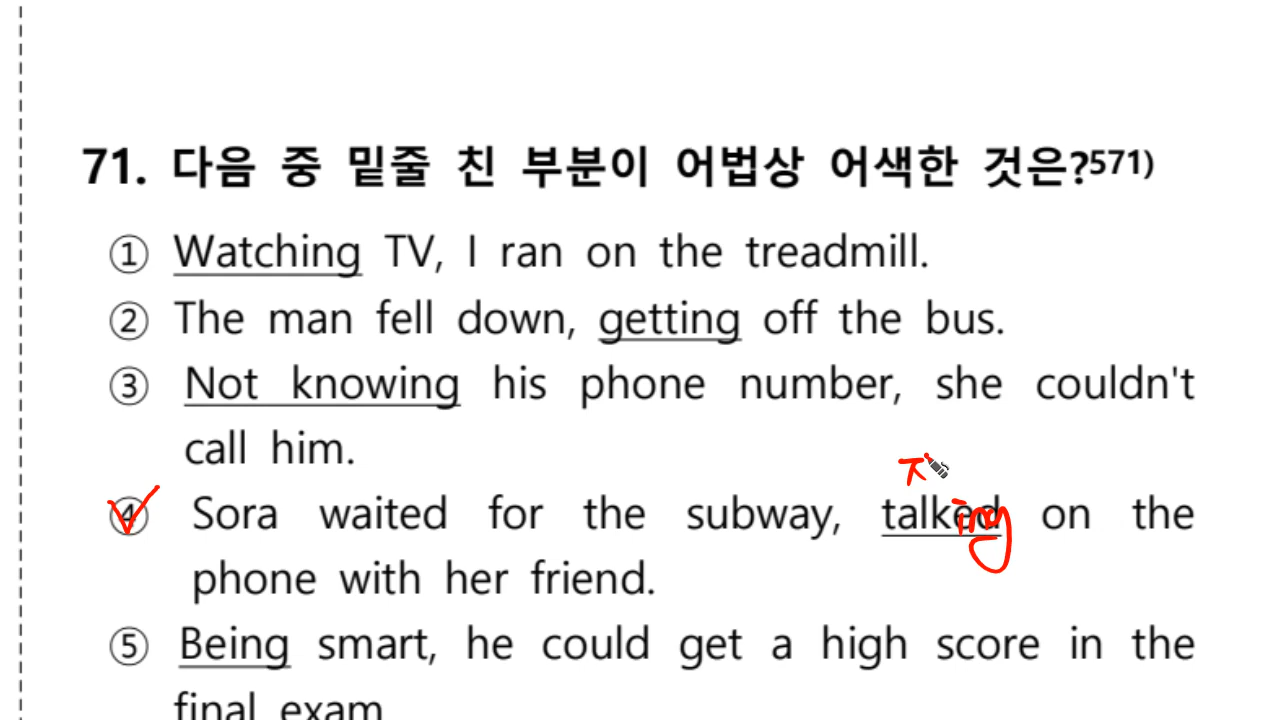 71. 다음 중 밑줄 친 부분이 어법상 어색한 것은?571)
① Watching TV, I ran on the treadmill.
② The man fell down, getting off the bus.
③ Not knowing his phone number, she couldn't
call him.
④ Sora waited for the subway, talked on the
ing
phone with her friend.
⑤ Being smart, he could get a high score in the
final exam